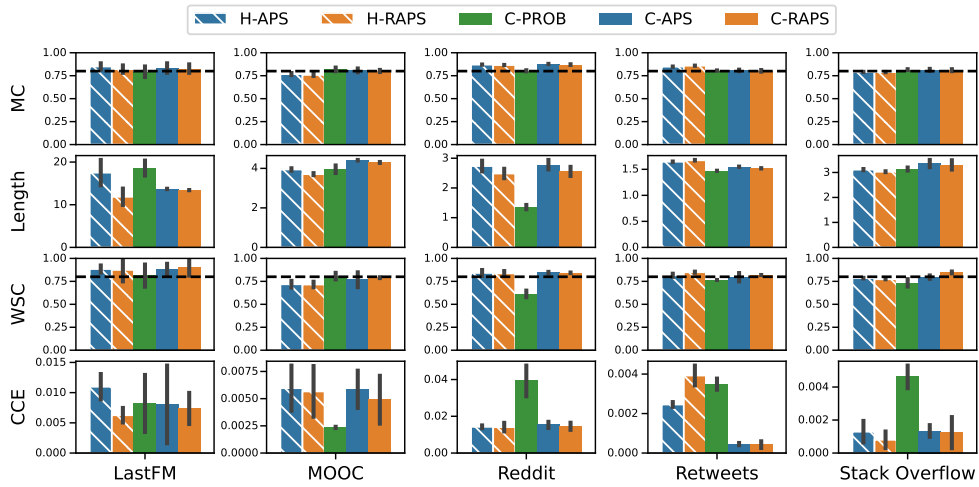 H-APS H-RAPS C-PROB C-APS C-RAPS
MC
1.00 1.00 1.00 1.00 1.00
0.75 0.75 0.75 0.75 0.75
0.50 0.50 0.50 0.50 0.50
0.25 0.25 0.25 0.25 0.25
0.00 0.00 0.00 0.00 0.00
Length
20 4 3 1.5 3
10 2 2 1.0 2
1 0.5 1
0 0 0 0.0 0
WSC
1.00 1.00 1.00 1.00 1.00
0.75 0.75 0.75 0.75 0.75
0.50 0.50 0.50 0.50 0.50
0.25 0.25 0.25 0.25 0.25
0.00 0.00 0.00 0.00 0.00
CCE
0.015 0.0075 0.04 0.004 0.004
0.010 0.0050 0.02 0.002 0.002
0.005 0.0025
0.000 0.0000 0.00 0.000 0.000
LastFM MOOC Reddit Retweets Stack Overflow